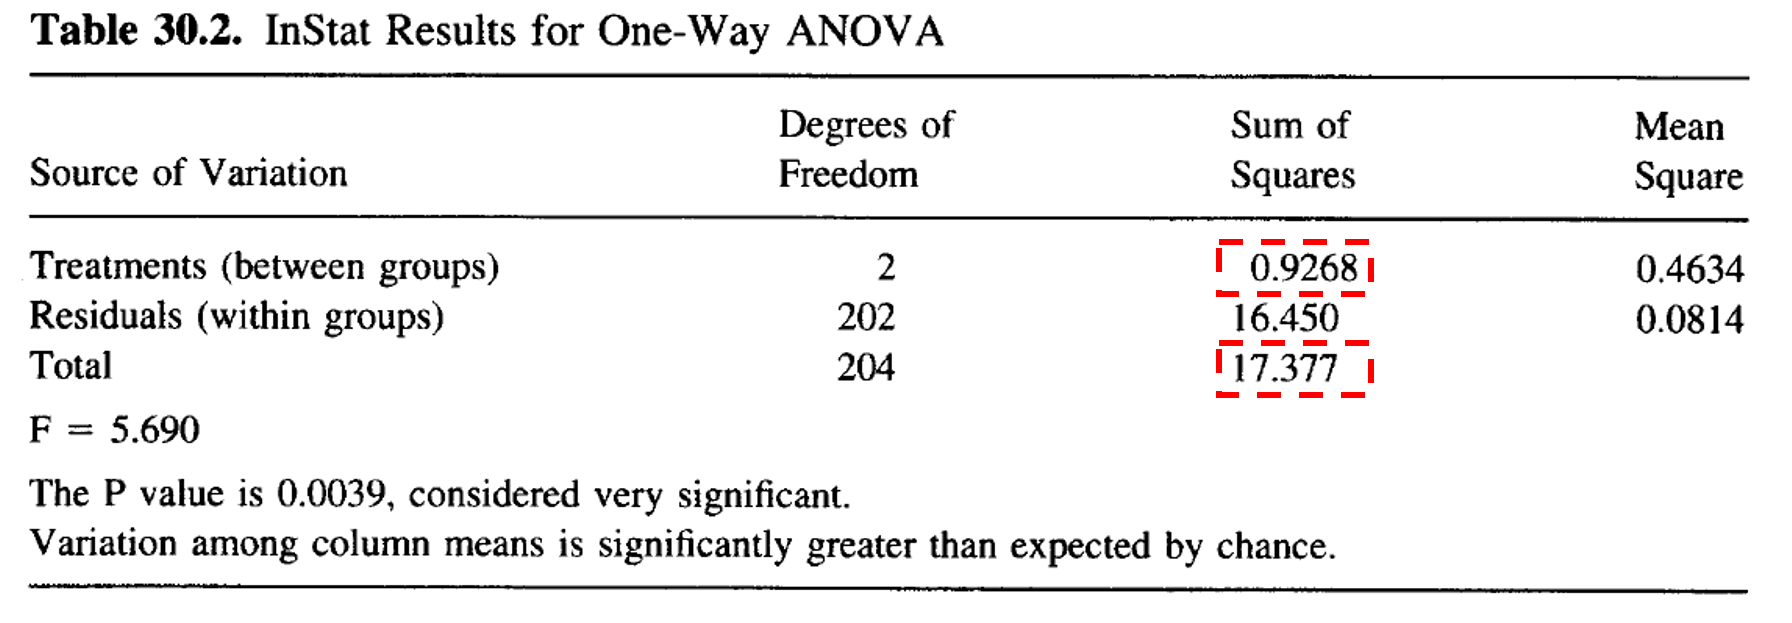 Table 30.2. InStat Results for One-Way ANOVA
Degrees of Sum of Mean
Source of Variation Freedom Squares Square
Treatments (between groups) 2 0.9268 0.4634
Residuals (within groups) 202 16.450 0.0814
Total 204 17.377
F = 5.690
The P value is 0.0039, considered very significant.
Variation among column means is significantly greater than expected by chance.